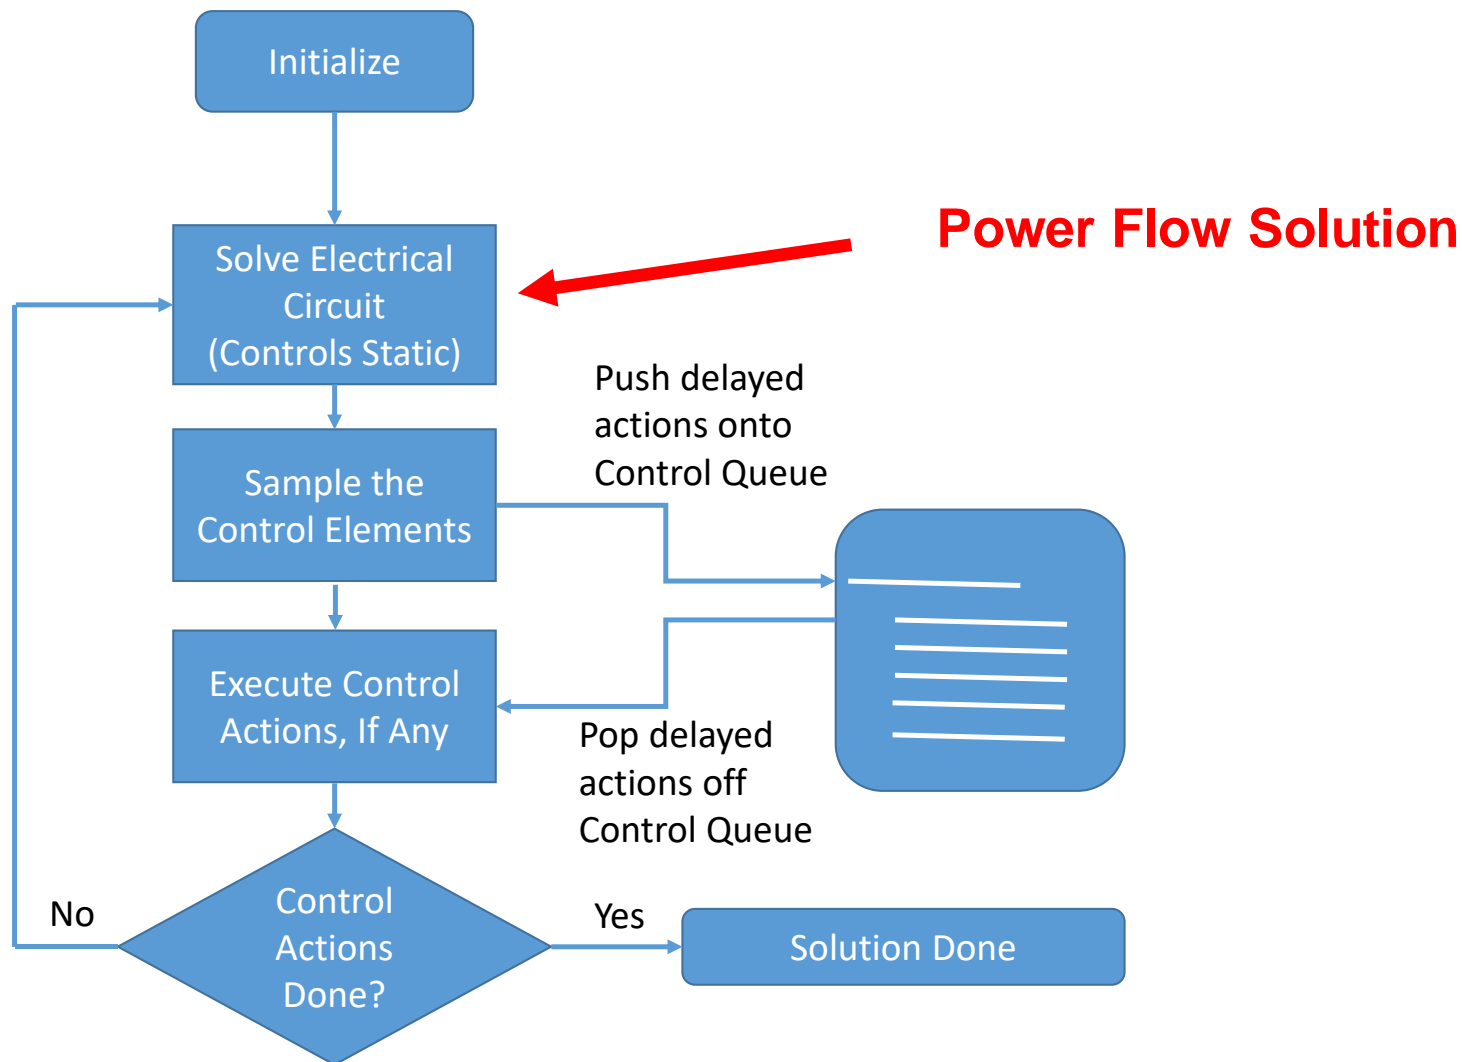 Initialize
Power Flow Solution
Solve Electrical
Circuit
(Controls Static)
Push delayed
actions onto
Control Queue
Sample the
Control Elements
Execute Control
Actions, If Any
Pop delayed
actions off
Control Queue
Control
Actions
Done?
No
Yes
Solution Done